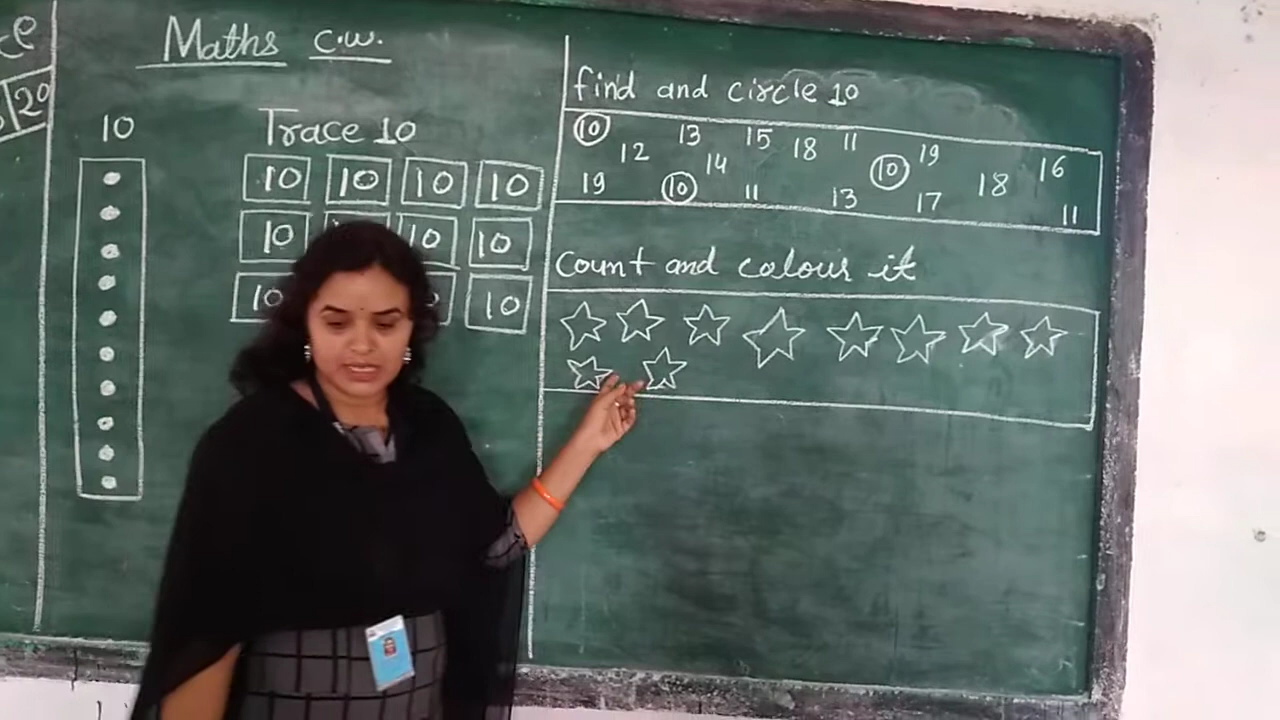 ce
20
Maths c.w.
10
Trace 10
10 10 10 10
10 10 10
10 10
find and circle 10
10 12 13 14 15 18 11 10 19 16
19 10 11 13 17 18 11
Count and colour it